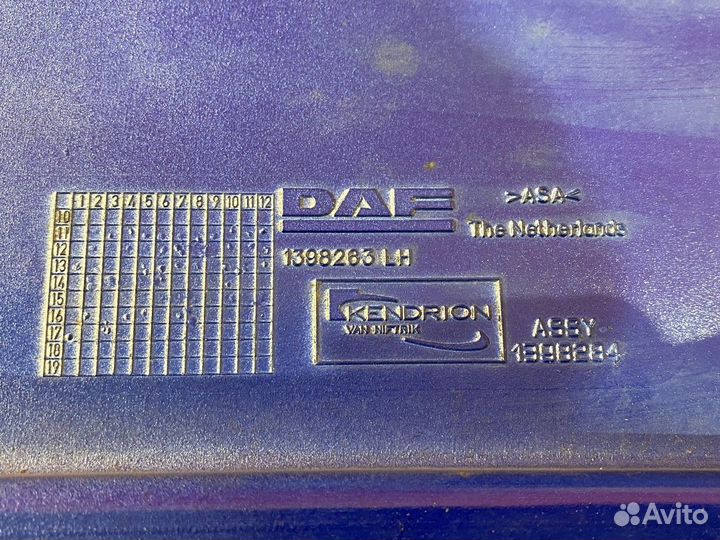 1 2 3 4 5 6 7 8 9 10 11 12
10
11
12
13
14
15
16
17
18
19
DAF
1398263 LH
KENDRION
VAN NIFTRIK
>ASA<
The Netherlands
ASSY
1398284
Avito